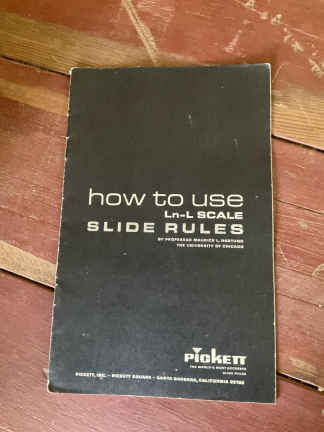 how to use
Ln-L SCALE
SLIDE RULES
BY PROFESSOR MAURICE L. HARTUNG
THE UNIVERSITY OF CHICAGO
PICKETT
THE WORLD'S MOST ACCURATE
SLIDE RULES
PICKETT, INC. • PICKETT SQUARE • SANTA BARBARA, CALIFORNIA 93102